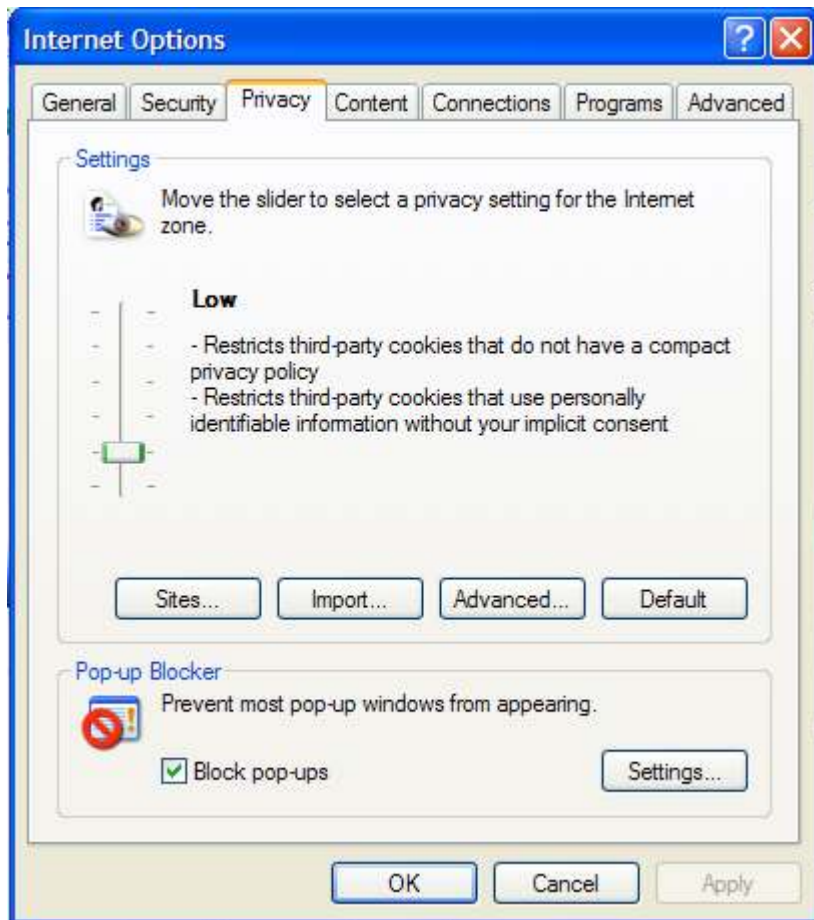 Internet Options
General Security Privacy Content Connections Programs Advanced
Settings
Move the slider to select a privacy setting for the Internet
zone.
Low
- Restricts third-party cookies that do not have a compact
privacy policy
- Restricts third-party cookies that use personally
identifiable information without your implicit consent
Sites... Import... Advanced... Default
Pop-up Blocker
Prevent most pop-up windows from appearing.
Block pop-ups Settings...
OK Cancel Apply